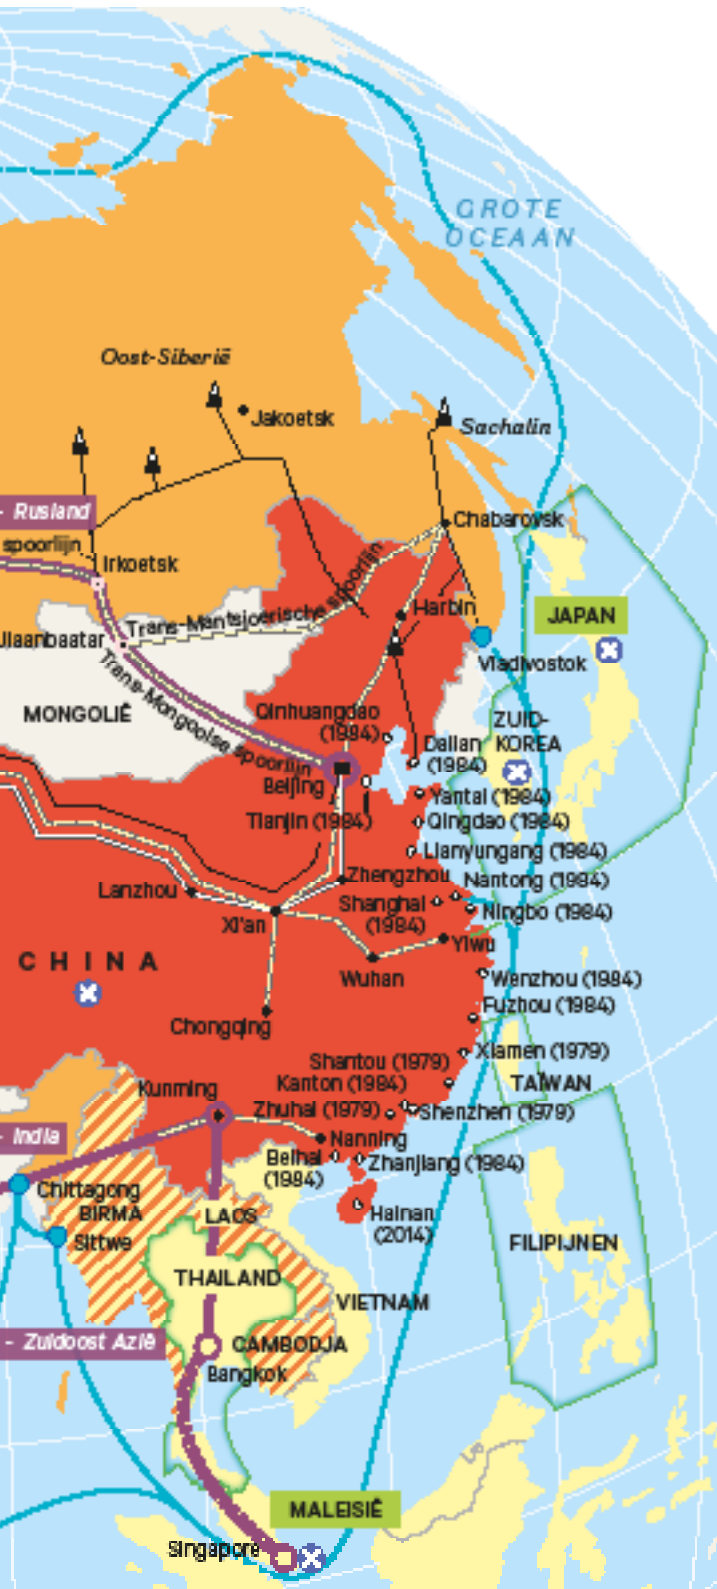 GROTE
OCEAAN
Oost-Siberië
Jakoetsk
Sachalin
- Rusland
Chabarovsk
spoorlijn
Irkoetsk
Trans-Mantsjoerische spoorlijn
Harbin
JAPAN
Jlaanbaatar
Vladivostok
Trans-Mongoolse spoorlijn
MONGOLIË
Qinhuangdao
(1984)
ZUID-
KOREA
Dalian
(1984)
Beijing
Yantai (1984)
Tianjin (1984)
Qingdao (1984)
Lianyungang (1984)
Zhengzhou
Nantong (1984)
Lanzhou
Shanghai
(1984)
Ningbo (1984)
Xi'an
Yiwu
CHINA
Wuhan
Wenzhou (1984)
Fuzhou (1984)
Chongqing
Xiamen (1979)
Shantou (1979)
Kanton (1984)
TAIWAN
Kunming
Zhuhai (1979)
Shenzhen (1979)
- India
Nanning
Beihai
(1984)
Zhanjiang (1984)
Chittagong
BIRMA
LAOS
Hainan
(2014)
Sittwe
FILIPIJNEN
THAILAND
VIETNAM
- Zuidoost Azië
CAMBODJA
Bangkok
MALEISIË
Singapore